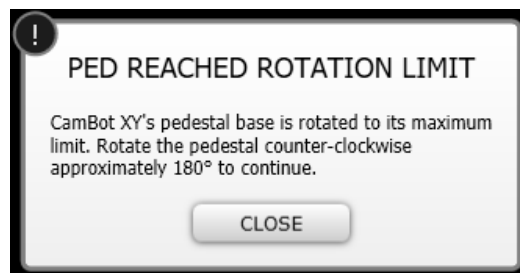 !
PED REACHED ROTATION LIMIT
CamBot XY's pedestal base is rotated to its maximum
limit. Rotate the pedestal counter-clockwise
approximately 180° to continue.
CLOSE